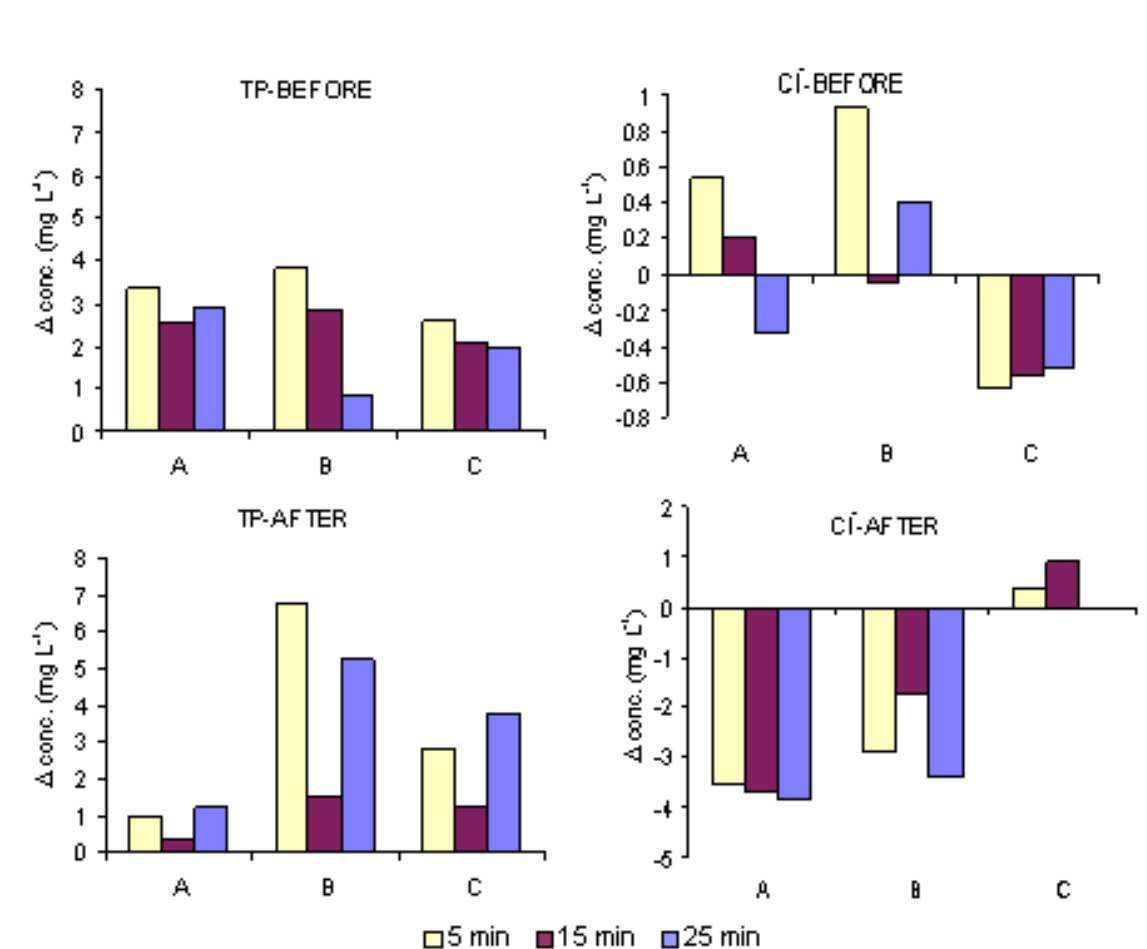 TP-BEFORE
Δ conc. (mg L⁻¹)
8
7
6
5
4
3
2
1
0
A B C
Cl⁻-BEFORE
Δ conc. (mg L⁻¹)
1
0.8
0.6
0.4
0.2
0
-0.2
-0.4
-0.6
-0.8
A B C
TP-AFTER
Δ conc. (mg L⁻¹)
8
7
6
5
4
3
2
1
0
A B C
Cl⁻-AFTER
Δ conc. (mg L⁻¹)
2
1
0
-1
-2
-3
-4
-5
A B C
5 min 15 min 25 min